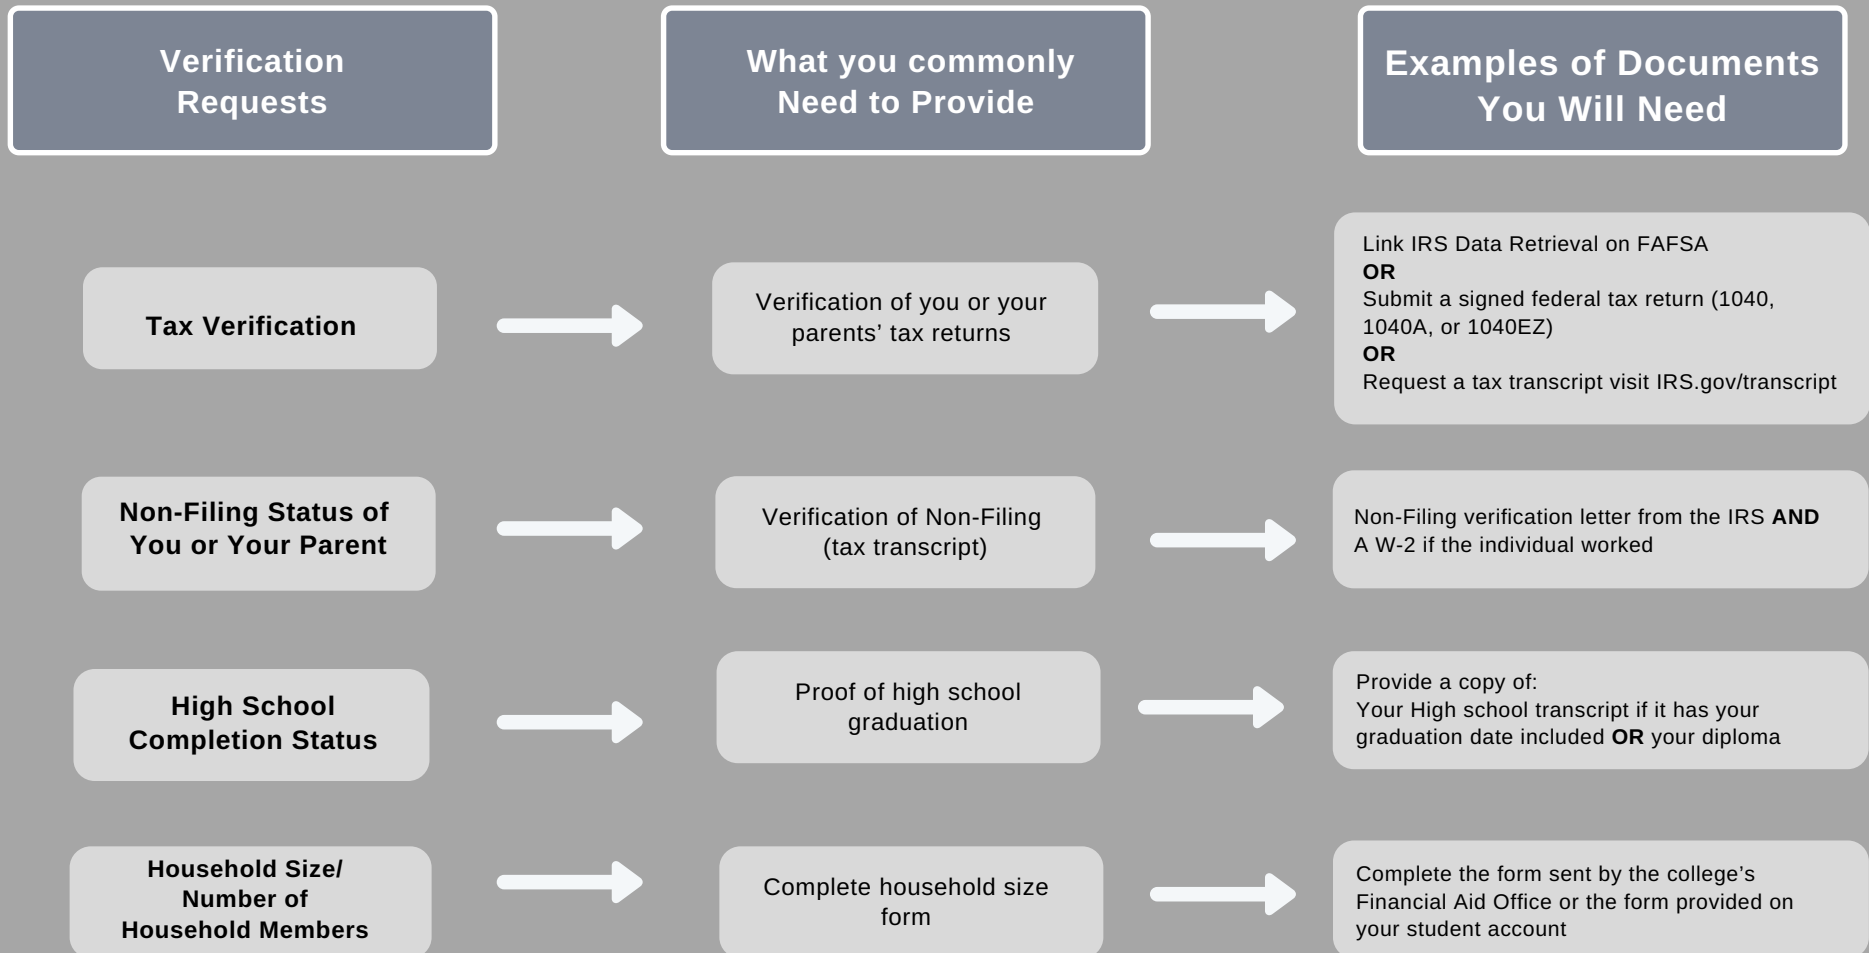 Verification
Requests
What you commonly
Need to Provide
Examples of Documents
You Will Need
Tax Verification
Verification of you or your
parents’ tax returns
Link IRS Data Retrieval on FAFSA
OR
Submit a signed federal tax return (1040,
1040A, or 1040EZ)
OR
Request a tax transcript visit IRS.gov/transcript
Non-Filing Status of
You or Your Parent
Verification of Non-Filing
(tax transcript)
Non-Filing verification letter from the IRS AND
A W-2 if the individual worked
High School
Completion Status
Proof of high school
graduation
Provide a copy of:
Your High school transcript if it has your
graduation date included OR your diploma
Household Size/
Number of
Household Members
Complete household size
form
Complete the form sent by the college’s
Financial Aid Office or the form provided on
your student account